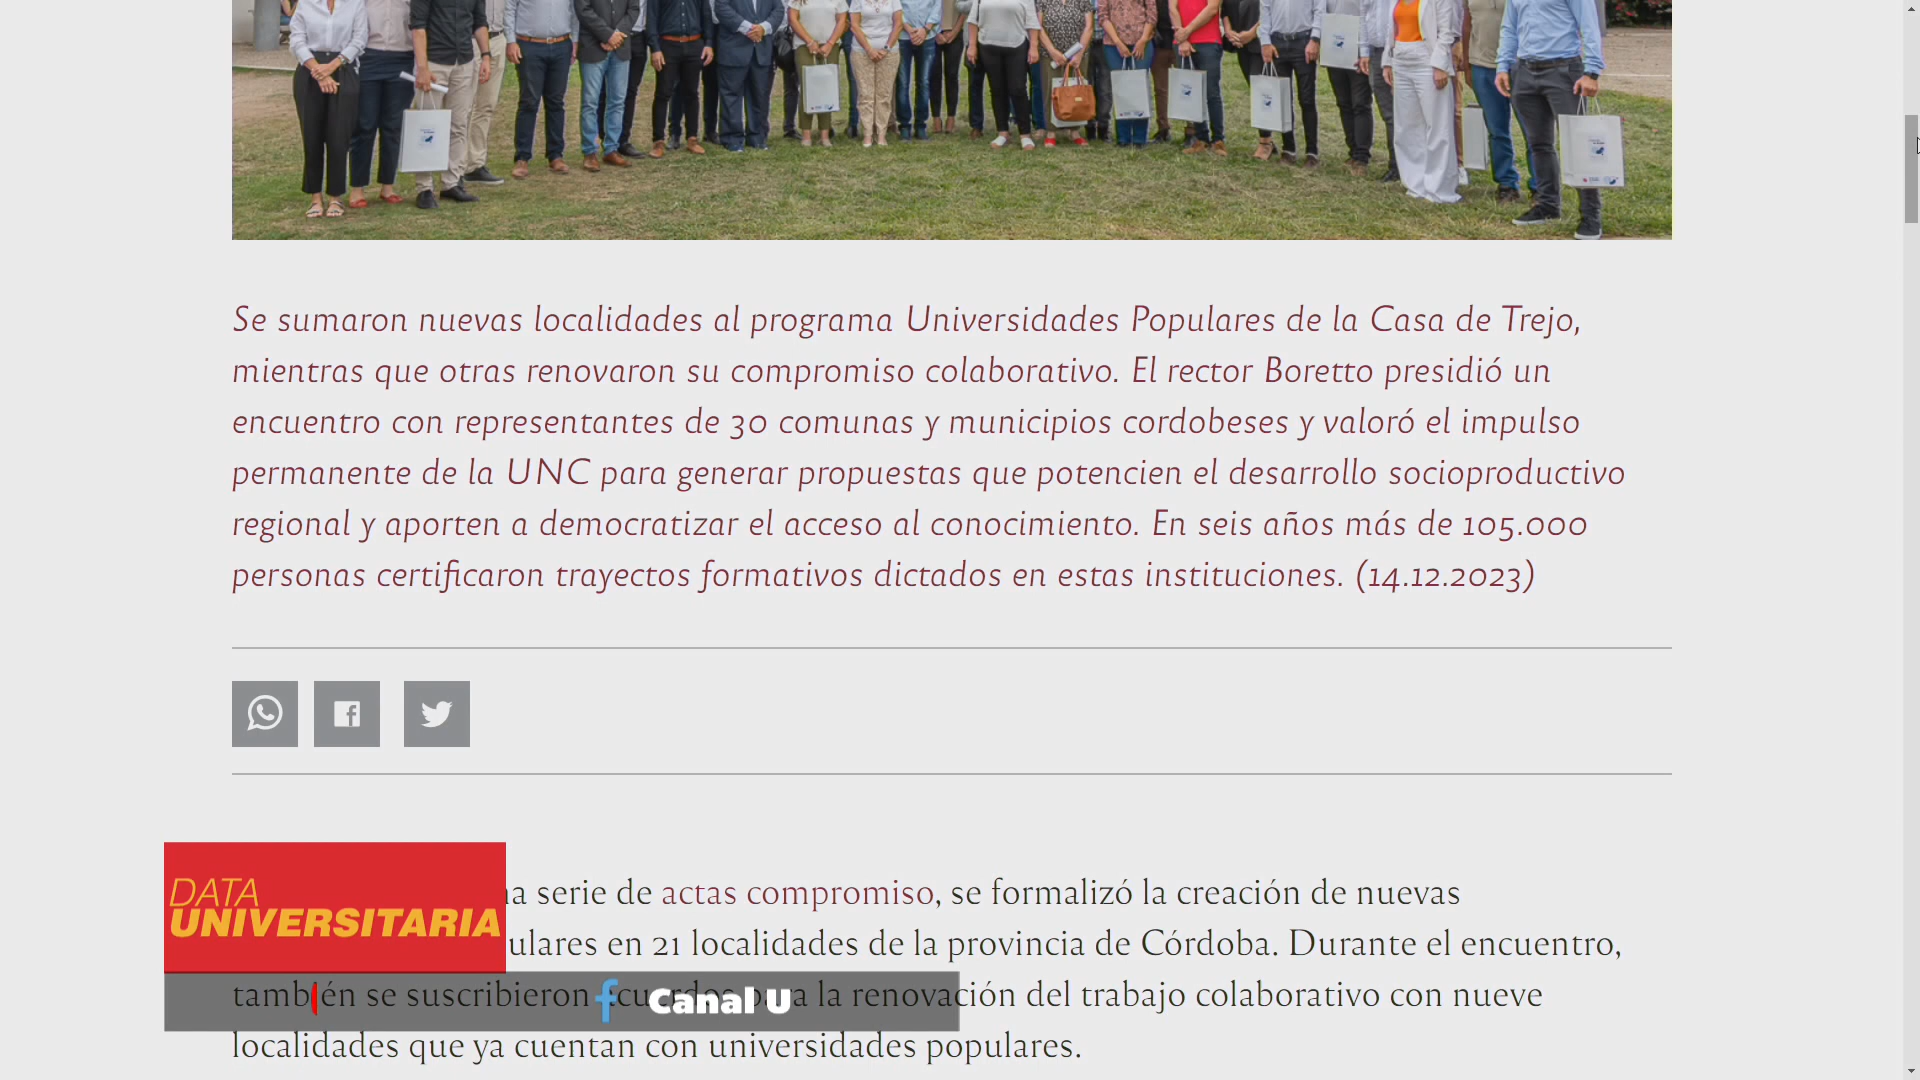 Se sumaron nuevas localidades al programa Universidades Populares de la Casa de Trejo,
mientras que otras renovaron su compromiso colaborativo. El rector Boretto presidió un
encuentro con representantes de 30 comunas y municipios cordobeses y valoró el impulso
permanente de la UNC para generar propuestas que potencien el desarrollo socioproductivo
regional y aporten a democratizar el acceso al conocimiento. En seis años más de 105.000
personas certificaron trayectos formativos dictados en estas instituciones. (14.12.2023)
serie de actas compromiso, se formalizó la creación de nuevas
DATA
UNIVERSITARIA
en 21 localidades de la provincia de Córdoba. Durante el encuentro,
también se suscribieron acuerdos para la renovación del trabajo colaborativo con nueve
Canal U
localidades que ya cuentan con universidades populares.